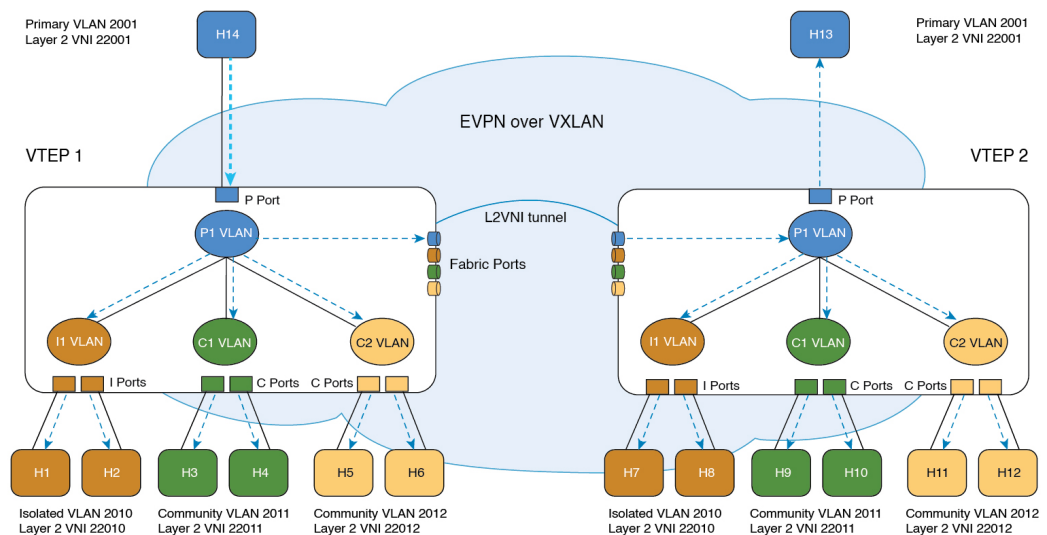 Primary VLAN 2001
Layer 2 VNI 22001
H14
H13
Primary VLAN 2001
Layer 2 VNI 22001
EVPN over VXLAN
VTEP 1
VTEP 2
P Port
P Port
P1 VLAN
L2VNI tunnel
P1 VLAN
Fabric Ports
I1 VLAN
C1 VLAN
C2 VLAN
I1 VLAN
C1 VLAN
C2 VLAN
I Ports
C Ports
C Ports
I Ports
C Ports
C Ports
H1
H2
H3
H4
H5
H6
H7
H8
H9
H10
H11
H12
Isolated VLAN 2010
Layer 2 VNI 22010
Community VLAN 2011
Layer 2 VNI 22011
Community VLAN 2012
Layer 2 VNI 22012
Isolated VLAN 2010
Layer 2 VNI 22010
Community VLAN 2011
Layer 2 VNI 22011
Community VLAN 2012
Layer 2 VNI 22012